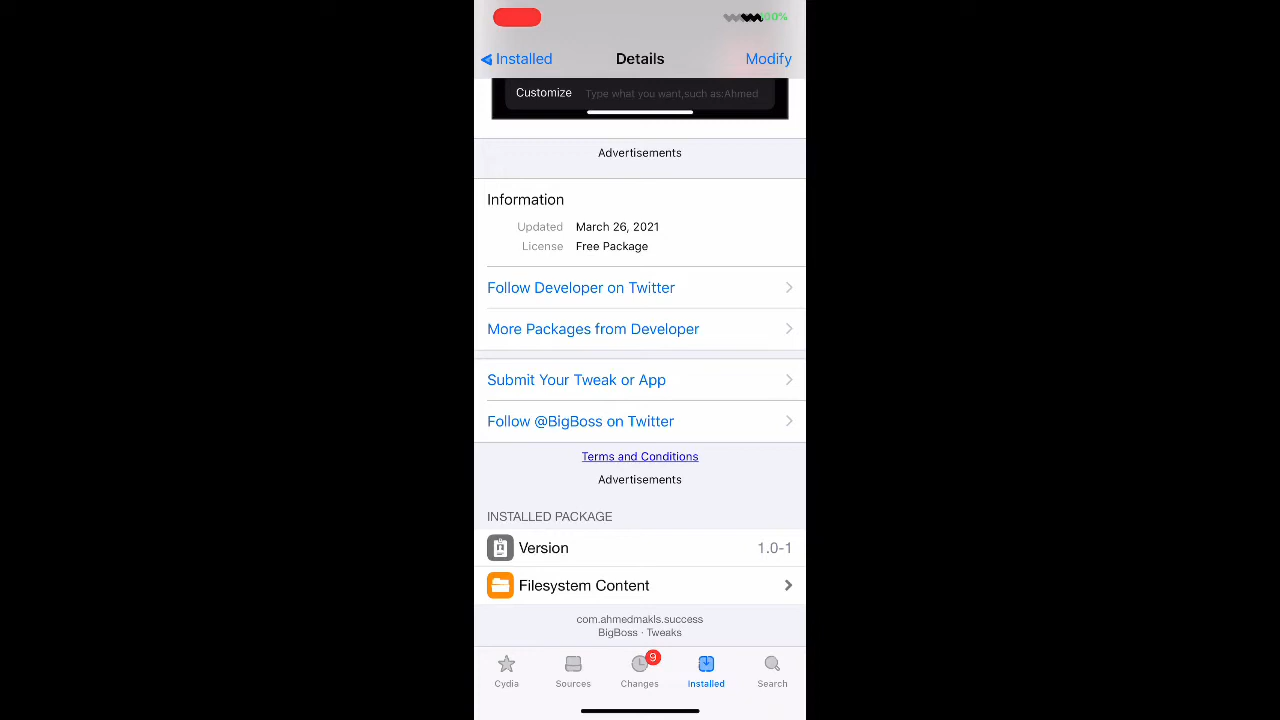 100%
Installed
Details
Modify
Customize Type what you want,such as:Ahmed
Advertisements
Information
Updated March 26, 2021
License Free Package
Follow Developer on Twitter
More Packages from Developer
Submit Your Tweak or App
Follow @BigBoss on Twitter
Terms and Conditions
Advertisements
INSTALLED PACKAGE
Version 1.0-1
Filesystem Content
com.ahmedmakls.success
BigBoss · Tweaks
9
Cydia Sources Changes Installed Search